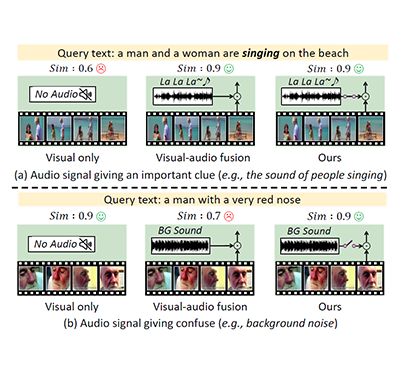 Query text: a man and a woman are singing on the beach
Sim: 0.6 Sim: 0.9 Sim: 0.9
No Audio La La La~♪ La La La~♪
Visual only Visual-audio fusion Ours
(a) Audio signal giving an important clue (e.g., the sound of people singing)
Query text: a man with a very red nose
Sim: 0.9 Sim: 0.7 Sim: 0.9
No Audio BG Sound BG Sound
Visual only Visual-audio fusion Ours
(b) Audio signal giving confuse (e.g., background noise)